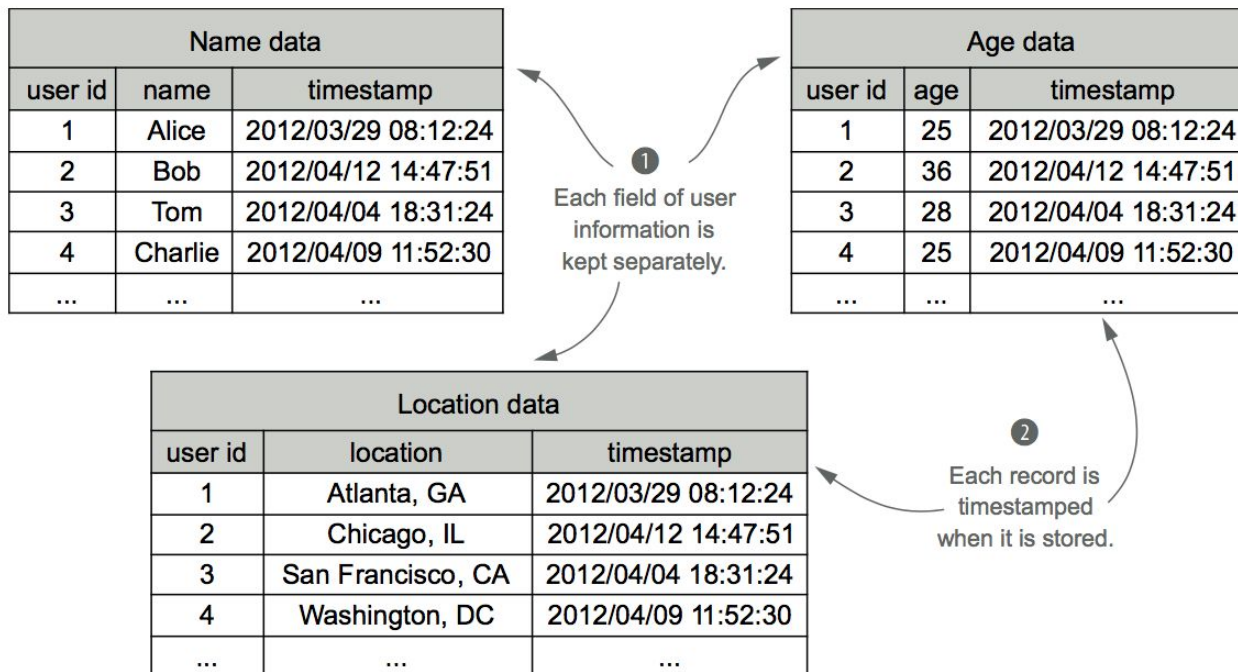 Name data
user id name timestamp
1 Alice 2012/03/29 08:12:24
2 Bob 2012/04/12 14:47:51
3 Tom 2012/04/04 18:31:24
4 Charlie 2012/04/09 11:52:30
... ... ...
1
Each field of user
information is
kept separately.
Age data
user id age timestamp
1 25 2012/03/29 08:12:24
2 36 2012/04/12 14:47:51
3 28 2012/04/04 18:31:24
4 25 2012/04/09 11:52:30
... ... ...
Location data
user id location timestamp
1 Atlanta, GA 2012/03/29 08:12:24
2 Chicago, IL 2012/04/12 14:47:51
3 San Francisco, CA 2012/04/04 18:31:24
4 Washington, DC 2012/04/09 11:52:30
... ... ...
2
Each record is
timestamped
when it is stored.